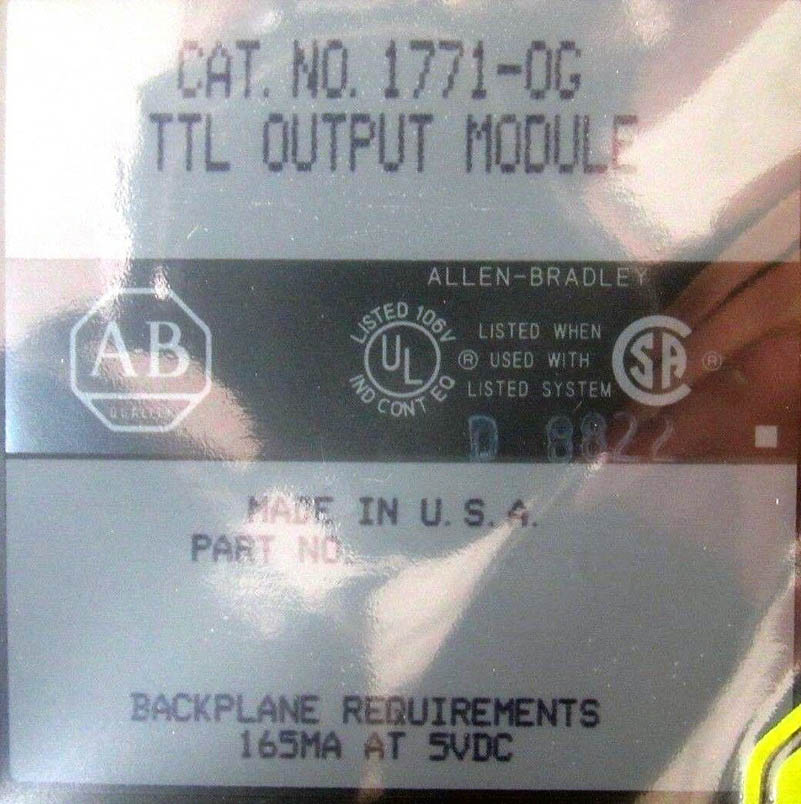 CAT. NO. 1771-OG
TTL OUTPUT MODULE
ALLEN-BRADLEY
A-B
QUALITY
LISTED 106V
UL
IND CONT EQ
LISTED WHEN
® USED WITH
LISTED SYSTEM
SA ®
D 8822
MADE IN U.S.A.
PART NO.
BACKPLANE REQUIREMENTS
165MA AT 5VDC